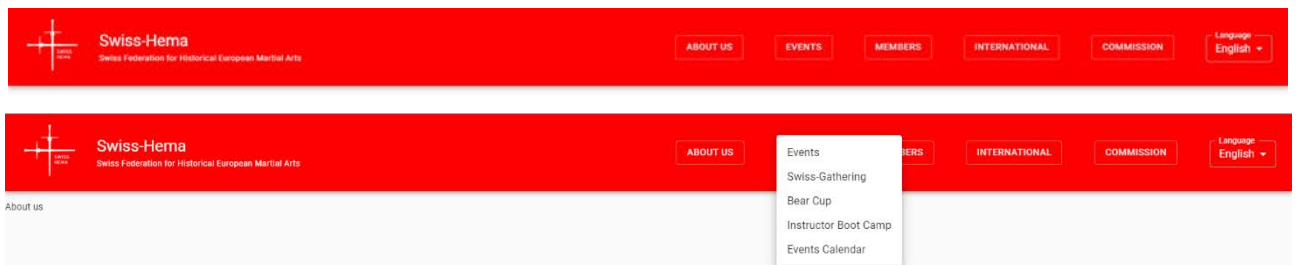 SWISS
HEMA
Swiss-Hema
Swiss Federation for Historical European Martial Arts
ABOUT US
EVENTS
MEMBERS
INTERNATIONAL
COMMISSION
Language
English
SWISS
HEMA
Swiss-Hema
Swiss Federation for Historical European Martial Arts
ABOUT US
Events
Swiss-Gathering
Bear Cup
Instructor Boot Camp
Events Calendar
BERS
INTERNATIONAL
COMMISSION
Language
English
About us